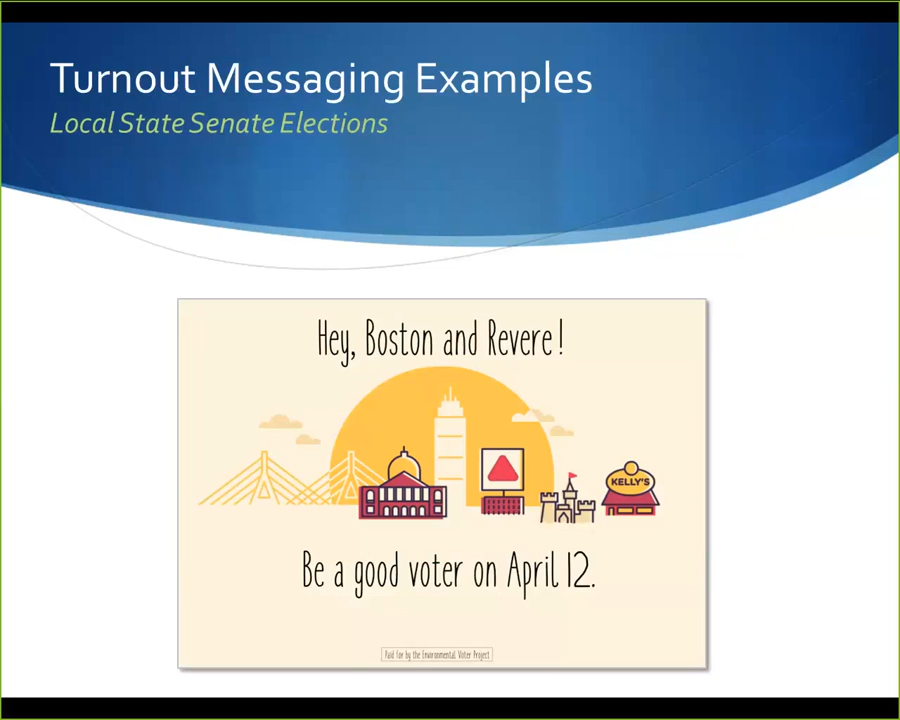 Turnout Messaging Examples
Local State Senate Elections
Hey, Boston and Revere!
KELLY'S
Be a good voter on April 12.
Paid for by the Environmental Voter Project